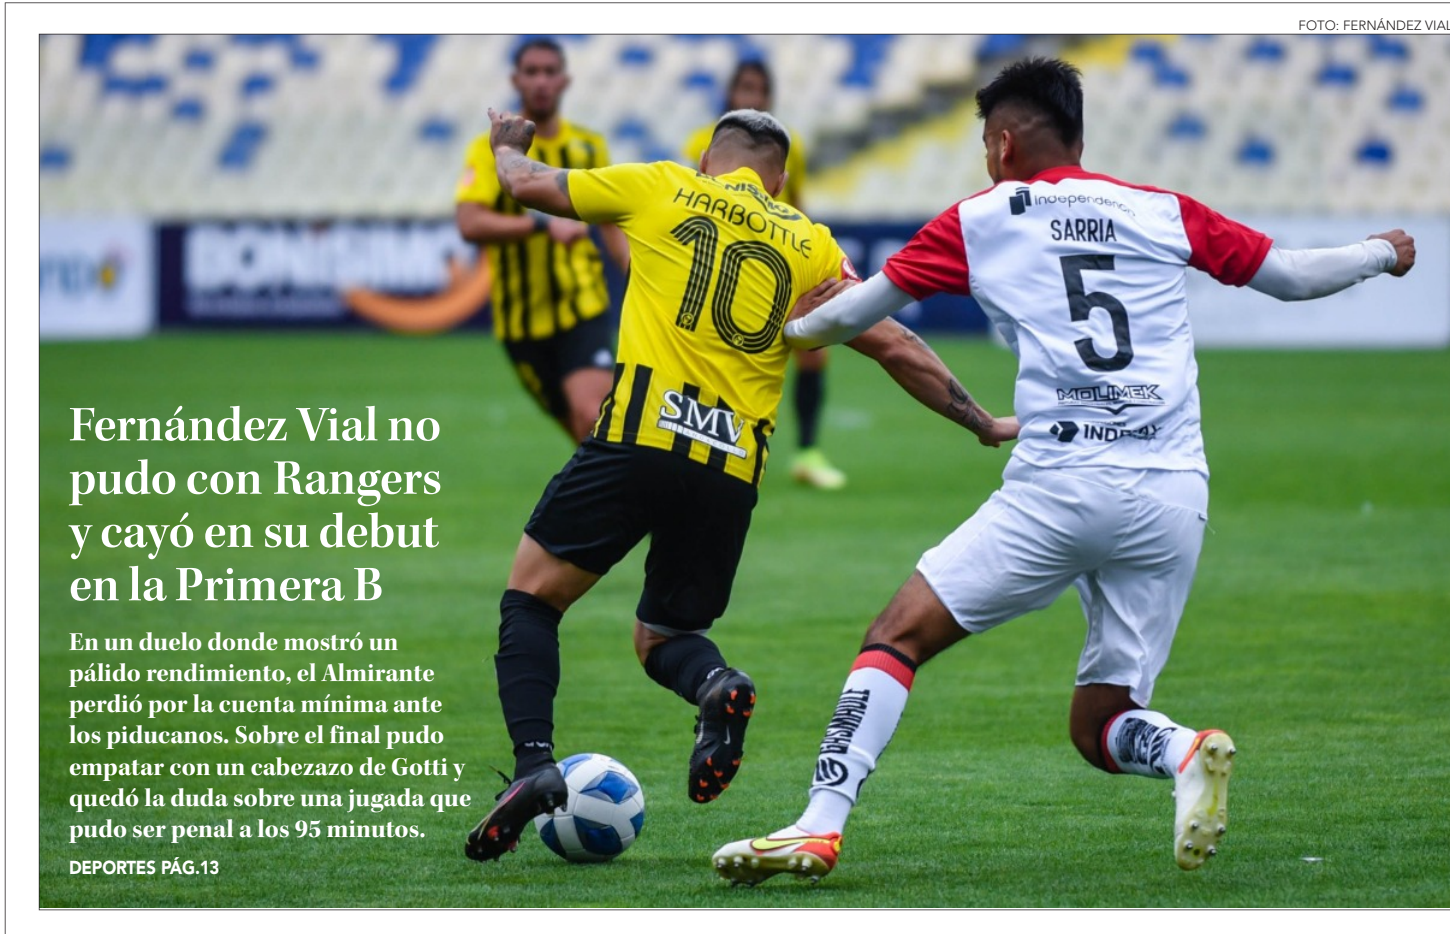 FOTO: FERNÁNDEZ VIAL
HARBOTTLE
10
independencia
SARRIA
5
MOLIMEK
SMV
Fernández Vial no
pudo con Rangers
y cayó en su debut
en la Primera B
En un duelo donde mostró un
pálido rendimiento, el Almirante
perdió por la cuenta mínima ante
los piducanos. Sobre el final pudo
empatar con un cabezazo de Gotti y
quedó la duda sobre una jugada que
pudo ser penal a los 95 minutos.
DEPORTES PÁG.13